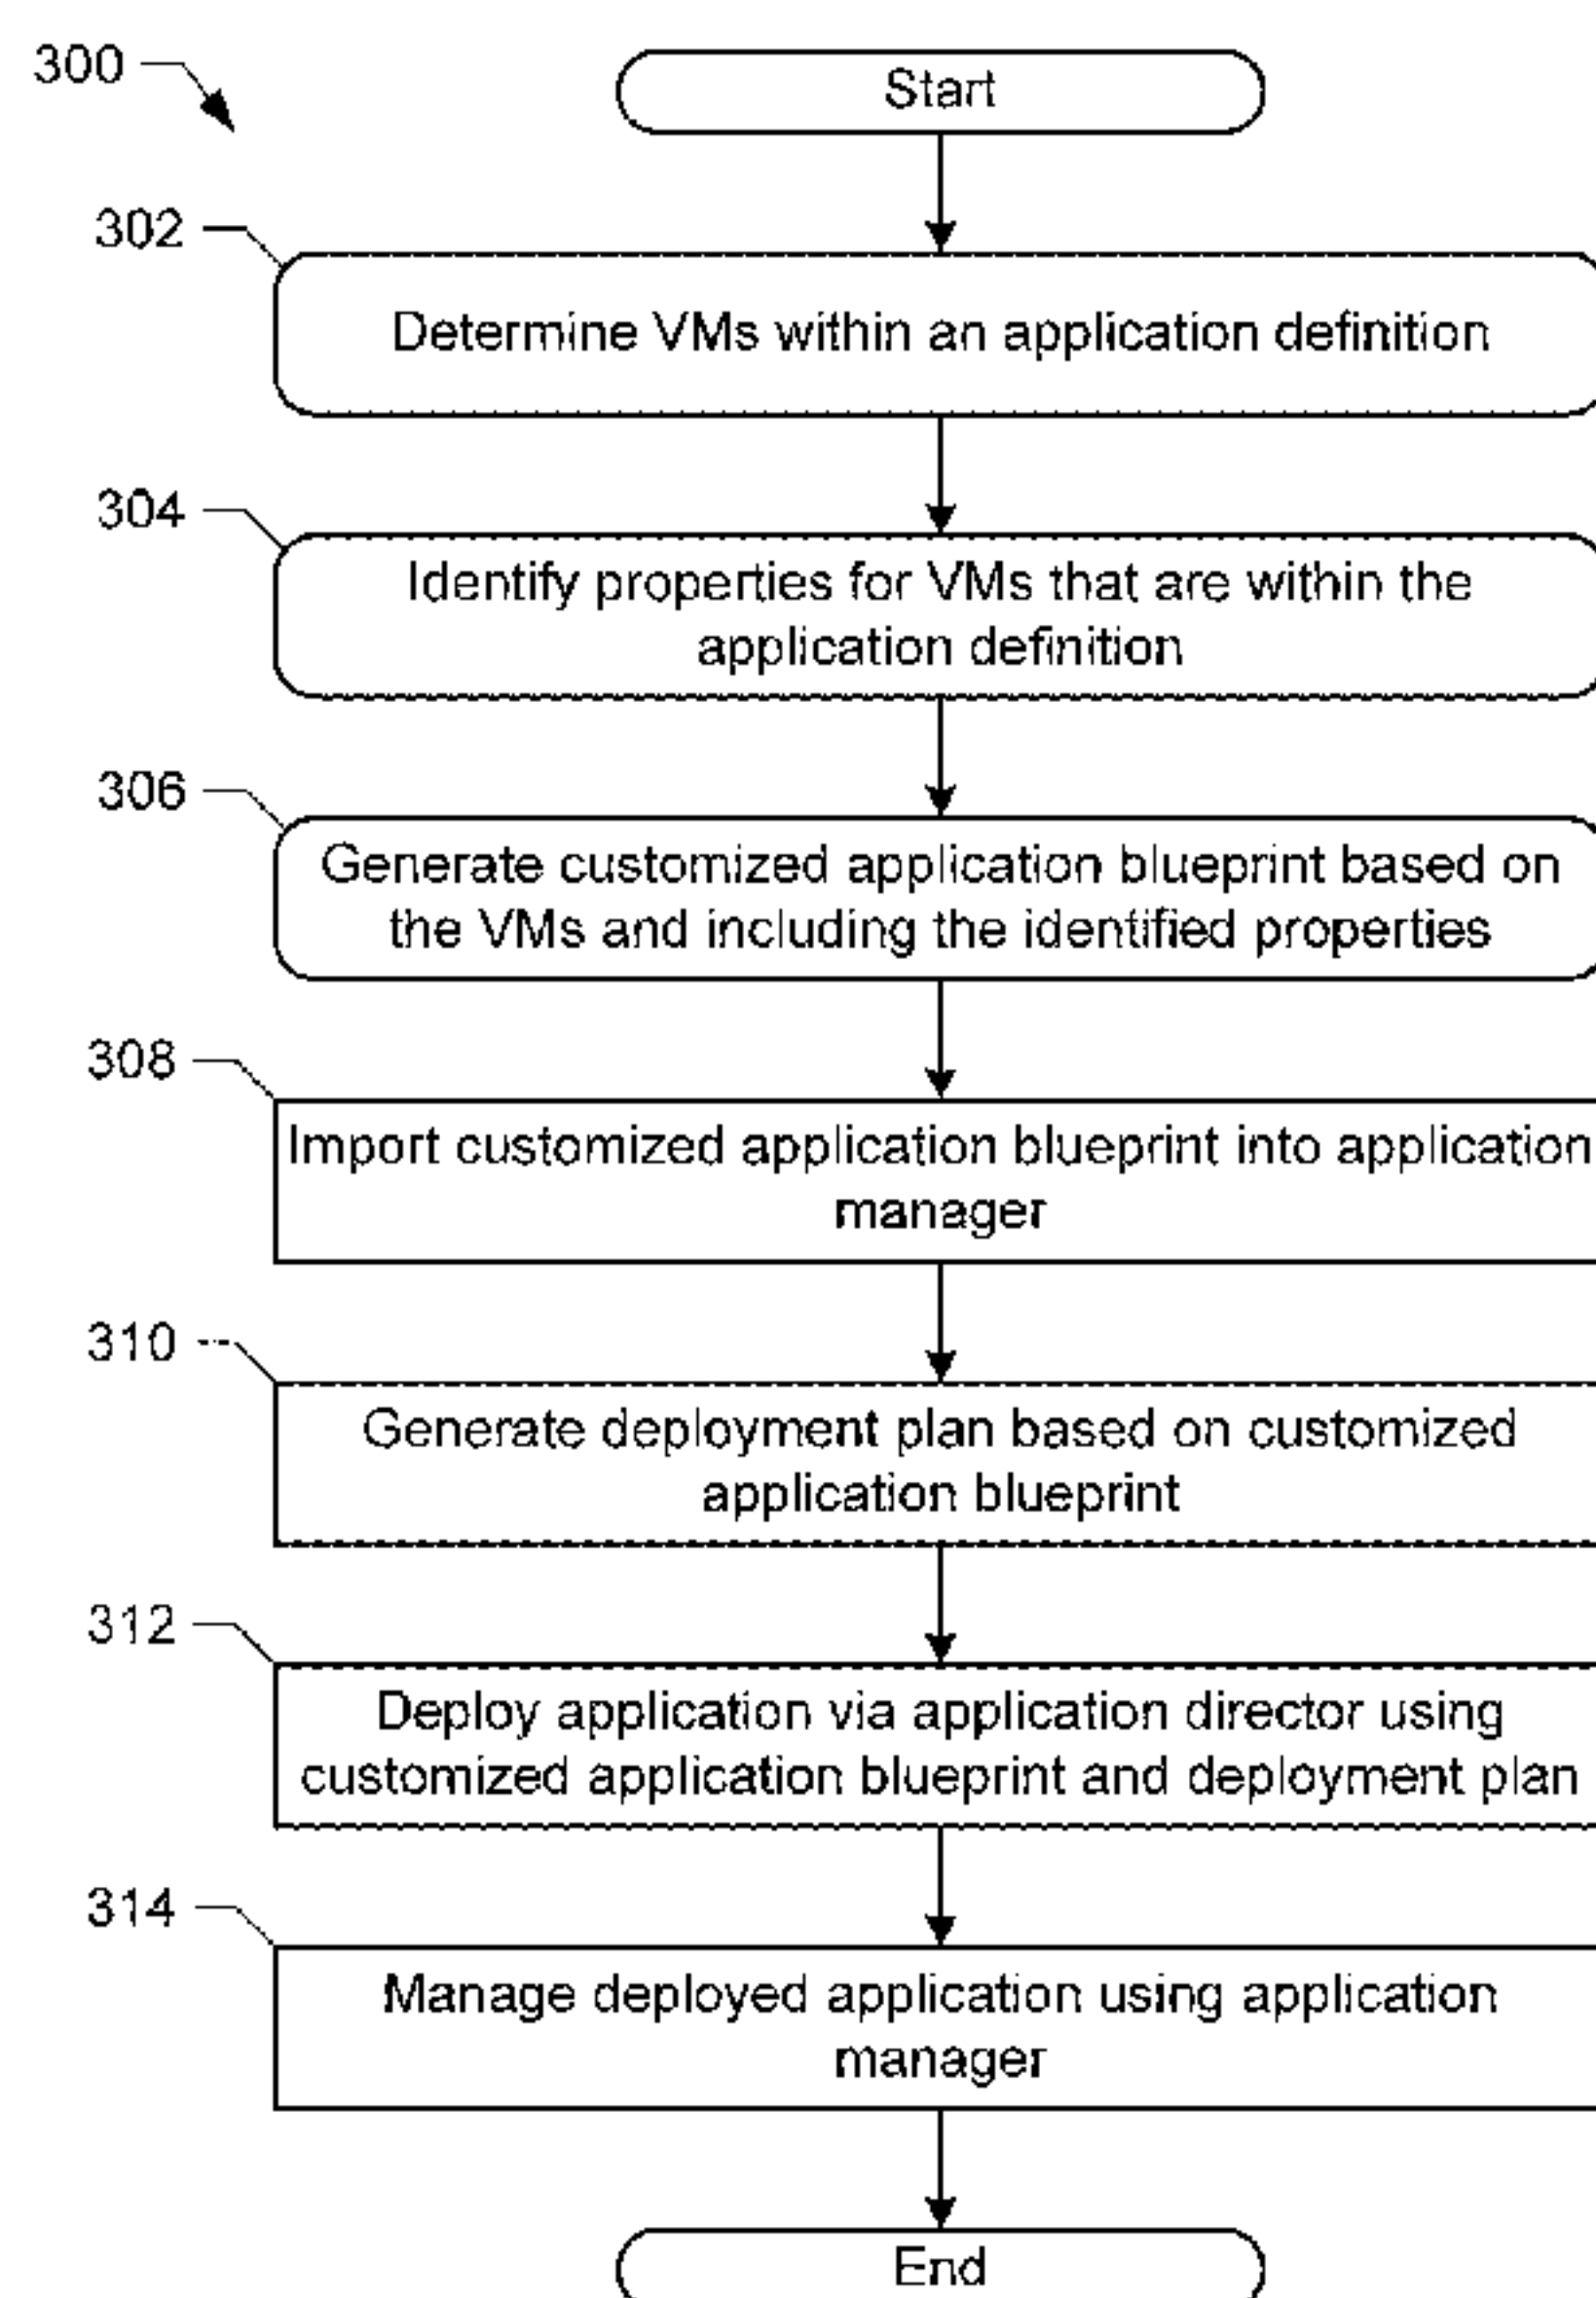 300
Start
302
Determine VMs within an application definition
304
Identify properties for VMs that are within the
application definition
306
Generate customized application blueprint based on
the VMs and including the identified properties
308
Import customized application blueprint into application
manager
310
Generate deployment plan based on customized
application blueprint
312
Deploy application via application director using
customized application blueprint and deployment plan
314
Manage deployed application using application
manager
End